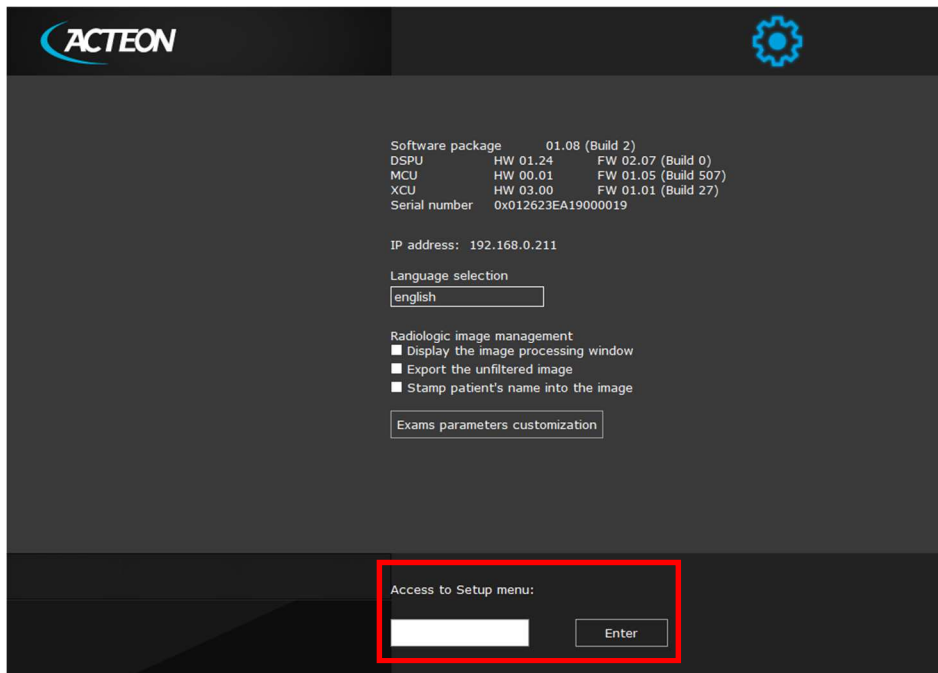 ACTEON
Software package 01.08 (Build 2)
DSPU HW 01.24 FW 02.07 (Build 0)
MCU HW 00.01 FW 01.05 (Build 507)
XCU HW 03.00 FW 01.01 (Build 27)
Serial number 0x012623EA19000019
IP address: 192.168.0.211
Language selection
english
Radiologic image management
Display the image processing window
Export the unfiltered image
Stamp patient's name into the image
Exams parameters customization
Access to Setup menu:
Enter